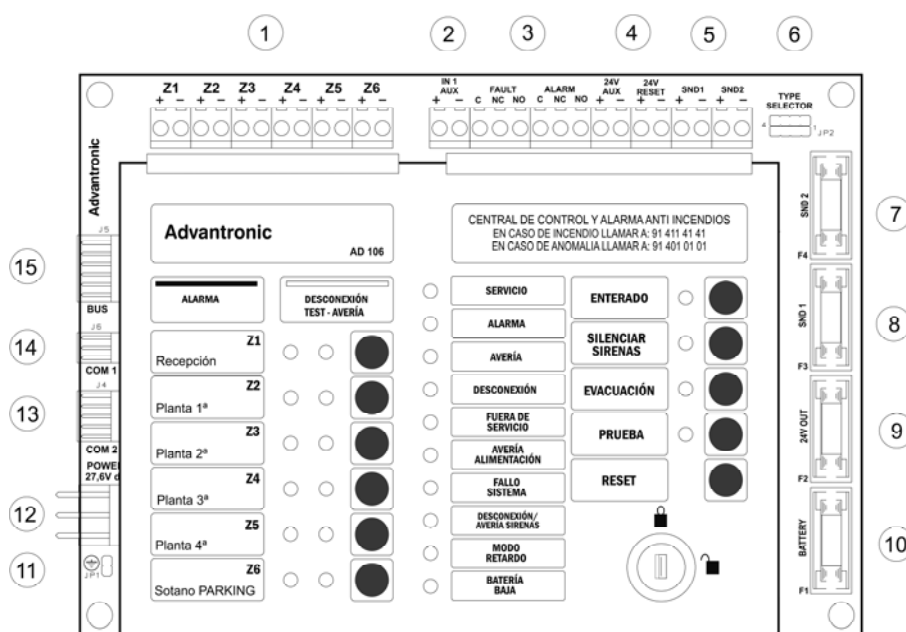 1 2 3 4 5 6
Z1 Z2 Z3 Z4 Z5 Z6
+ − + − + − + − + − + −
IN 1
AUX
+ −
FAULT
C NC NO
ALARM
C NC NO
24V
AUX
+ −
24V
RESET
+ −
SND1
+ −
SND2
+ −
TYPE
SELECTOR
4 1
JP2
Advantronic
J5
15
BUS
J6
14
COM 1
J4
13
COM 2
POWE
27,6V d
12
11
JP1
Advantronic
AD 106
CENTRAL DE CONTROL Y ALARMA ANTI INCENDIOS
EN CASO DE INCENDIO LLAMAR A: 91 411 41 41
EN CASO DE ANOMALIA LLAMAR A: 91 401 01 01
ALARMA
DESCONEXIÓN
TEST - AVERÍA
Z1
Recepción
Z2
Planta 1ª
Z3
Planta 2ª
Z4
Planta 3ª
Z5
Planta 4ª
Z6
Sotano PARKING
SERVICIO
ALARMA
AVERÍA
DESCONEXIÓN
FUERA DE
SERVICIO
AVERÍA
ALIMENTACIÓN
FALLO
SISTEMA
DESCONEXIÓN/
AVERÍA SIRENAS
MODO
RETARDO
BATERÍA
BAJA
ENTERADO
SILENCIAR
SIRENAS
EVACUACIÓN
PRUEBA
RESET
SND 2
F4
7
SND 1
F3
8
24V OUT
F2
9
BATTERY
F1
10